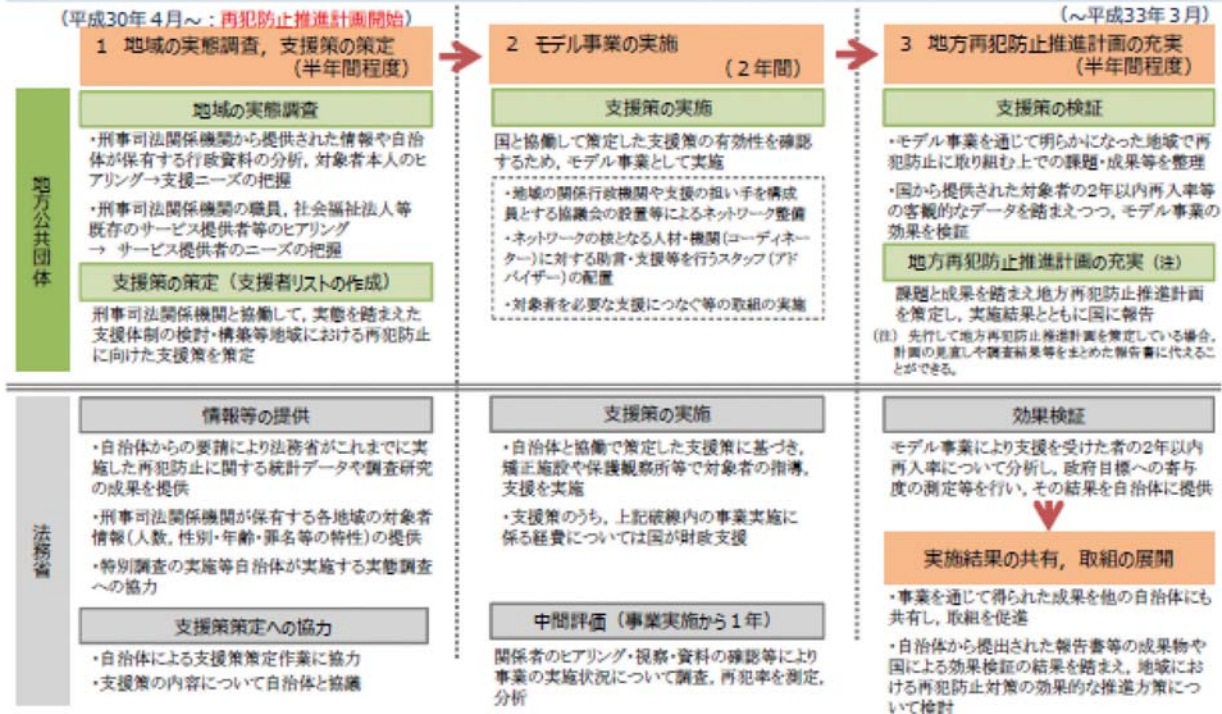 （平成30年４月～：再犯防止推進計画開始）
（～平成33年３月）
１ 地域の実態調査，支援策の策定
（半年間程度）
２ モデル事業の実施
（２年間）
３ 地方再犯防止推進計画の充実
（半年間程度）
地方公共団体
地域の実態調査
・刑事司法関係機関から提供された情報や自治
体が保有する行政資料の分析，対象者本人のヒ
アリング→支援ニーズの把握
・刑事司法関係機関の職員，社会福祉法人等
既存のサービス提供者等のヒアリング
→ サービス提供者のニーズの把握
支援策の策定（支援者リストの作成）
刑事司法関係機関と協働して，実態を踏まえた
支援体制の検討・構築等地域における再犯防止
に向けた支援策を策定
支援策の実施
国と協働して策定した支援策の有効性を確認
するため，モデル事業として実施
・地域の関係行政機関や支援の担い手を構成
員とする協議会の設置等によるネットワーク整備
・ネットワークの核となる人材・機関（コーディネー
ター）に対する助言・支援等を行うスタッフ（アド
バイザー）の配置
・対象者を必要な支援につなぐ等の取組の実施
支援策の検証
・モデル事業を通じて明らかになった地域で再
犯防止に取り組む上での課題・成果等を整理
・国から提供された対象者の2年以内再入率等
の客観的なデータを踏まえつつ，モデル事業の
効果を検証
地方再犯防止推進計画の充実（注）
課題と成果を踏まえ地方再犯防止推進計画
を策定し，実施結果とともに国に報告
（注） 先行して地方再犯防止推進計画を策定している場合，
計画の見直しや調査結果等をまとめた報告書に代えるこ
とができる。
法務省
情報等の提供
・自治体からの要請により法務省がこれまでに実
施した再犯防止に関する統計データや調査研究
の成果を提供
・刑事司法関係機関が保有する各地域の対象者
情報（人数，性別・年齢・罪名等の特性）の提供
・特別調査の実施等自治体が実施する実態調査
への協力
支援策策定への協力
・自治体による支援策策定作業に協力
・支援策の内容について自治体と協議
支援策の実施
・自治体と協働で策定した支援策に基づき，
矯正施設や保護観察所等で対象者の指導，
支援を実施
・支援策のうち，上記破線内の事業実施に
係る経費については国が財政支援
中間評価（事業実施から１年）
関係者のヒアリング・視察・資料の確認等により
事業の実施状況について調査，再犯率を測定，
分析
効果検証
モデル事業により支援を受けた者の2年以内
再入率について分析し，政府目標への寄与
度の測定等を行い，その結果を自治体に提供
実施結果の共有，取組の展開
・事業を通じて得られた成果を他の自治体にも
共有し，取組を促進
・自治体から提出された報告書等の成果物や
国による効果検証の結果を踏まえ，地域にお
ける再犯防止対策の効果的な推進方策につ
いて検討